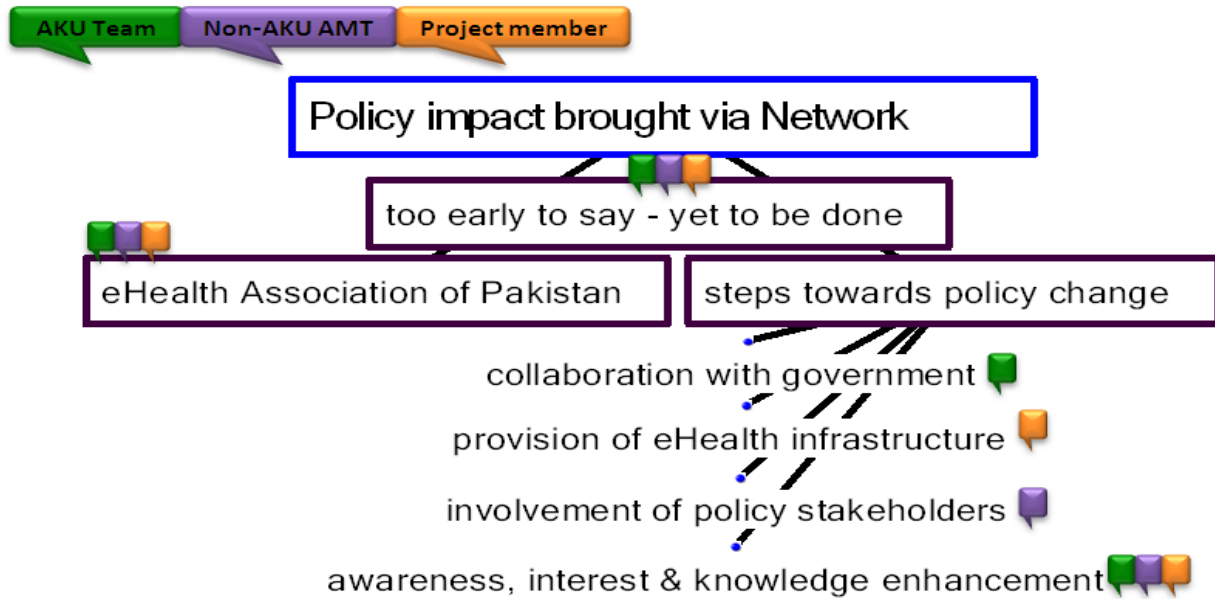 AKU Team Non-AKU AMT Project member
Policy impact brought via Network
too early to say - yet to be done
eHealth Association of Pakistan
steps towards policy change
collaboration with government
provision of eHealth infrastructure
involvement of policy stakeholders
awareness, interest & knowledge enhancement